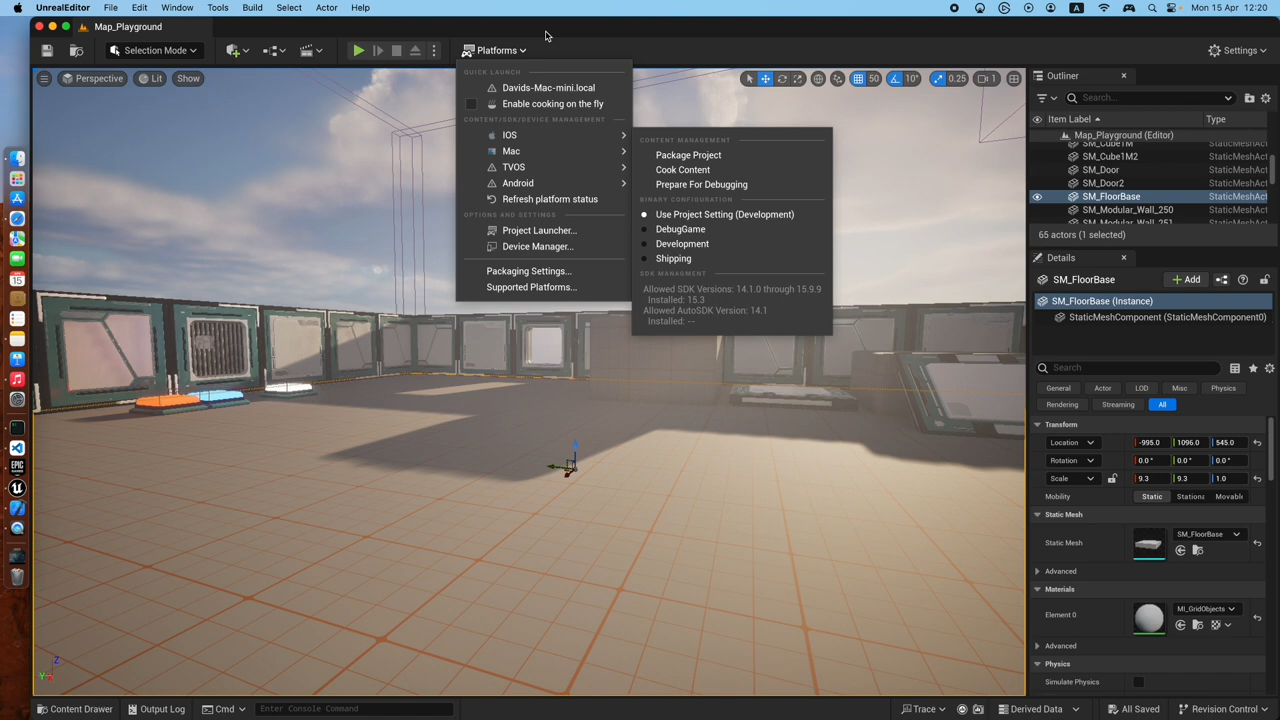 UnrealEditor File Edit Window Tools Build Select Actor Help
Mon 15 Apr 12:20
Map_Playground
Selection Mode
Platforms
Settings
Perspective
Lit
Show
50
10°
0.25
1
QUICK LAUNCH
Davids-Mac-mini.local
Enable cooking on the fly
CONTENT/SDK/DEVICE MANAGEMENT
IOS
Mac
TVOS
Android
Refresh platform status
OPTIONS AND SETTINGS
Project Launcher...
Device Manager...
Packaging Settings...
Supported Platforms...
CONTENT MANAGEMENT
Package Project
Cook Content
Prepare For Debugging
BINARY CONFIGURATION
Use Project Setting (Development)
DebugGame
Development
Shipping
SDK MANAGMENT
Allowed SDK Versions: 14.1.0 through 15.9.9
Installed: 15.3
Allowed AutoSDK Version: 14.1
Installed: --
Outliner
Search...
Item Label Type
Map_Playground (Editor)
SM_Cube1M StaticMeshAct
SM_Cube1M2 StaticMeshAct
SM_Door StaticMeshAct
SM_Door2 StaticMeshAct
SM_FloorBase StaticMeshAct
SM_Modular_Wall_250 StaticMeshAct
SM_Modular_Wall_251 StaticMeshAct
65 actors (1 selected)
Details
SM_FloorBase
Add
SM_FloorBase (Instance)
StaticMeshComponent (StaticMeshComponent0)
Search
General Actor LOD Misc Physics
Rendering Streaming All
Transform
Location -995.0 1096.0 545.0
Rotation 0.0 ° 0.0 ° 0.0 °
Scale 9.3 9.3 1.0
Mobility Static Stationa Movable
Static Mesh
Static Mesh SM_FloorBase
Advanced
Materials
Element 0 MI_GridObjects
Advanced
Physics
Simulate Physics
15
EPIC
GAMES
Z
Y
Content Drawer
Output Log
Cmd
Enter Console Command
Trace
Derived Data
All Saved
Revision Control